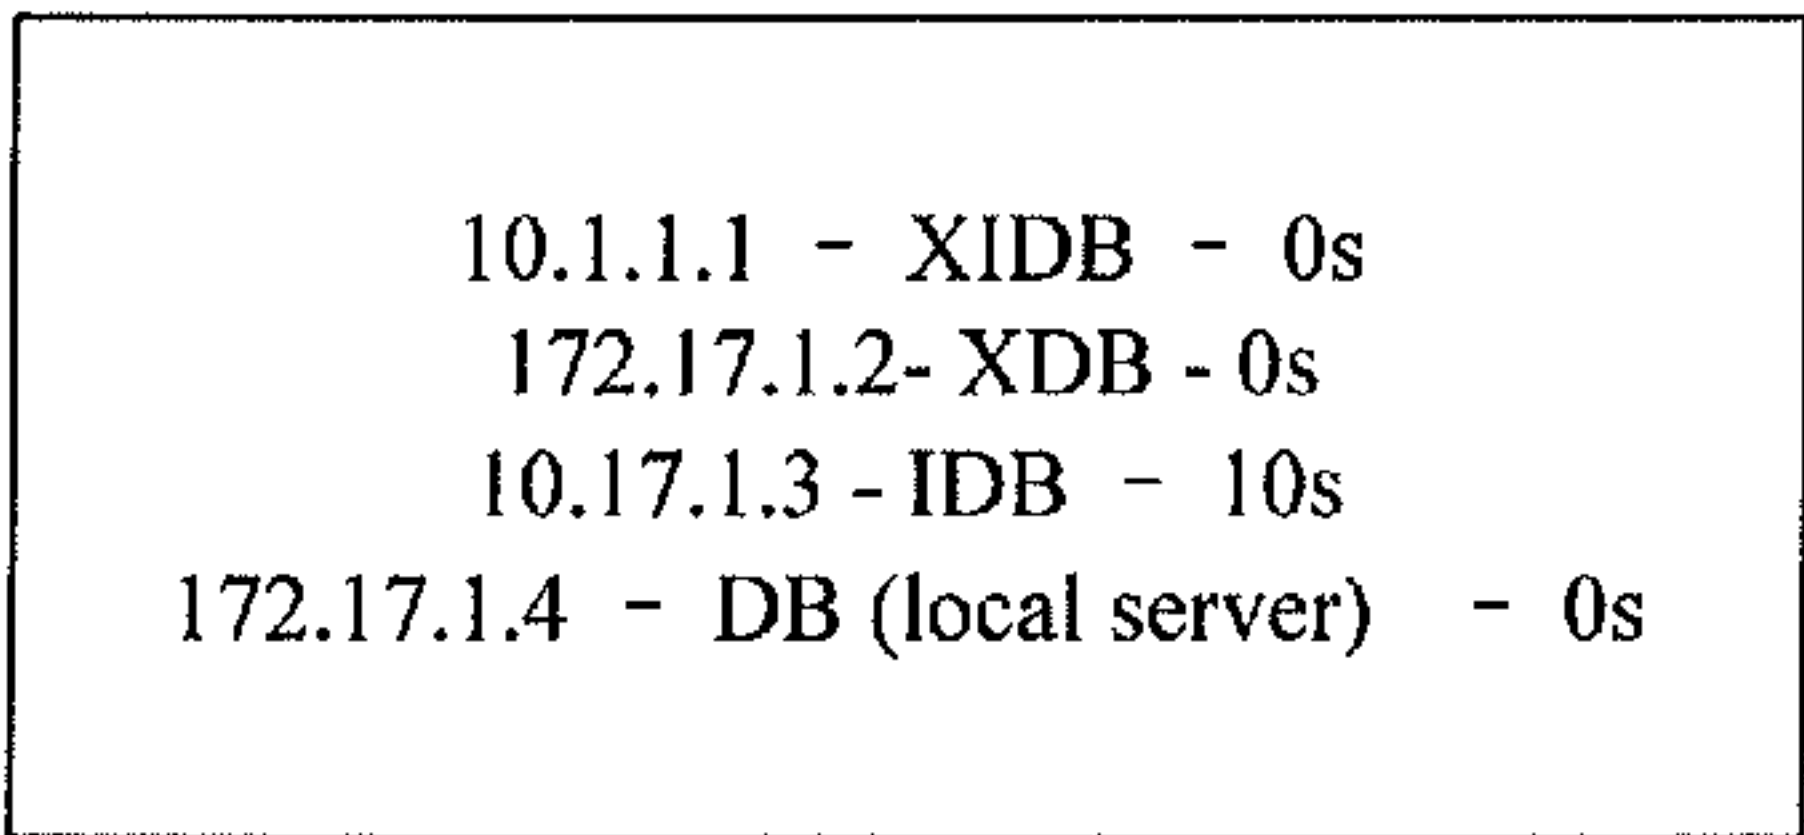 10.1.1.1 - XIDB - 0s
172.17.1.2- XDB - 0s
10.17.1.3 - IDB - 10s
172.17.1.4 - DB (local server) - 0s